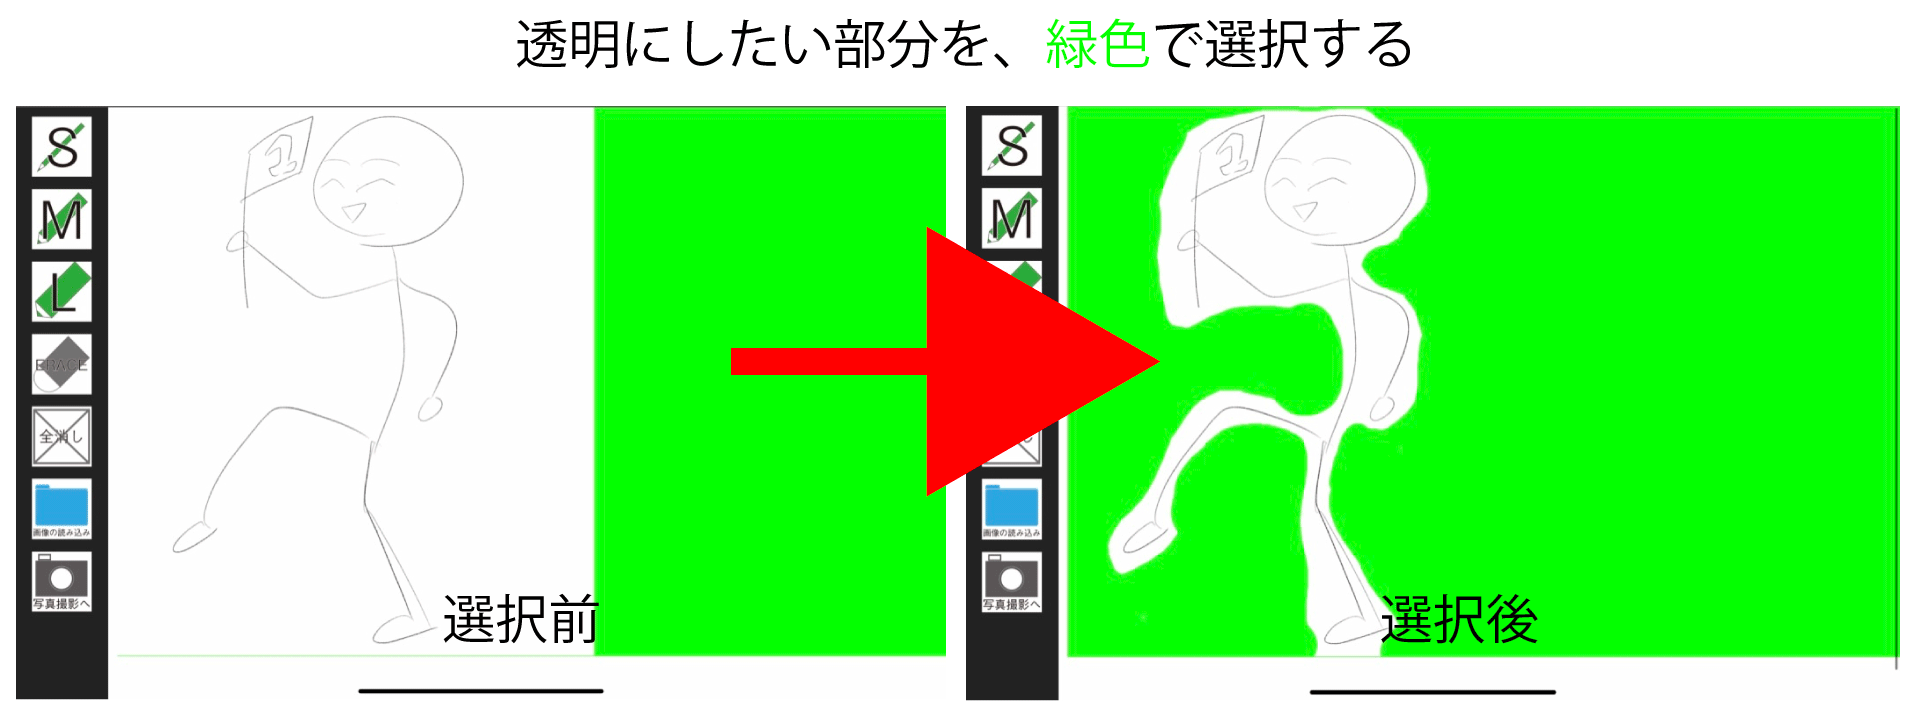 透明にしたい部分を、緑色で選択する
S
M
L
ERACE
全消し
画像の読み込み
写真撮影へ
選択前
S
M
し
画像の読み込み
写真撮影へ
選択後